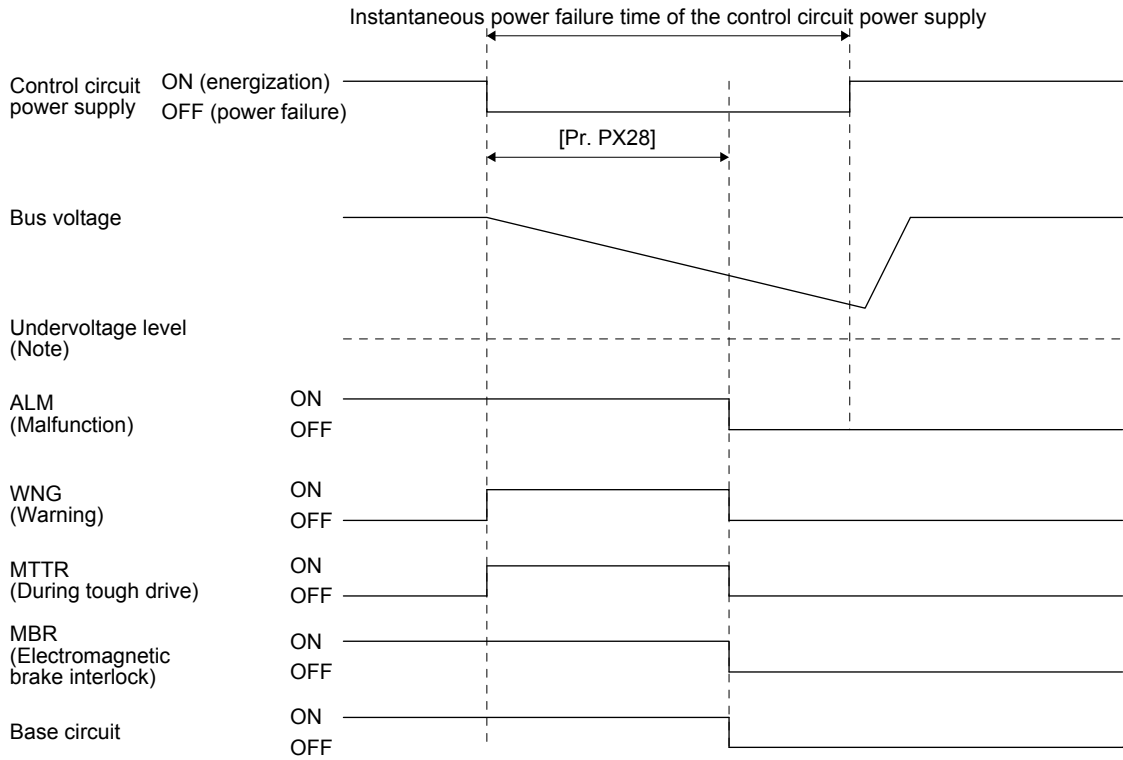 Instantaneous power failure time of the control circuit power supply
Control circuit
power supply
ON (energization)
OFF (power failure)
[Pr. PX28]
Bus voltage
Undervoltage level
(Note)
ALM
(Malfunction)
ON
OFF
WNG
(Warning)
ON
OFF
MTTR
(During tough drive)
ON
OFF
MBR
(Electromagnetic
brake interlock)
ON
OFF
Base circuit
ON
OFF